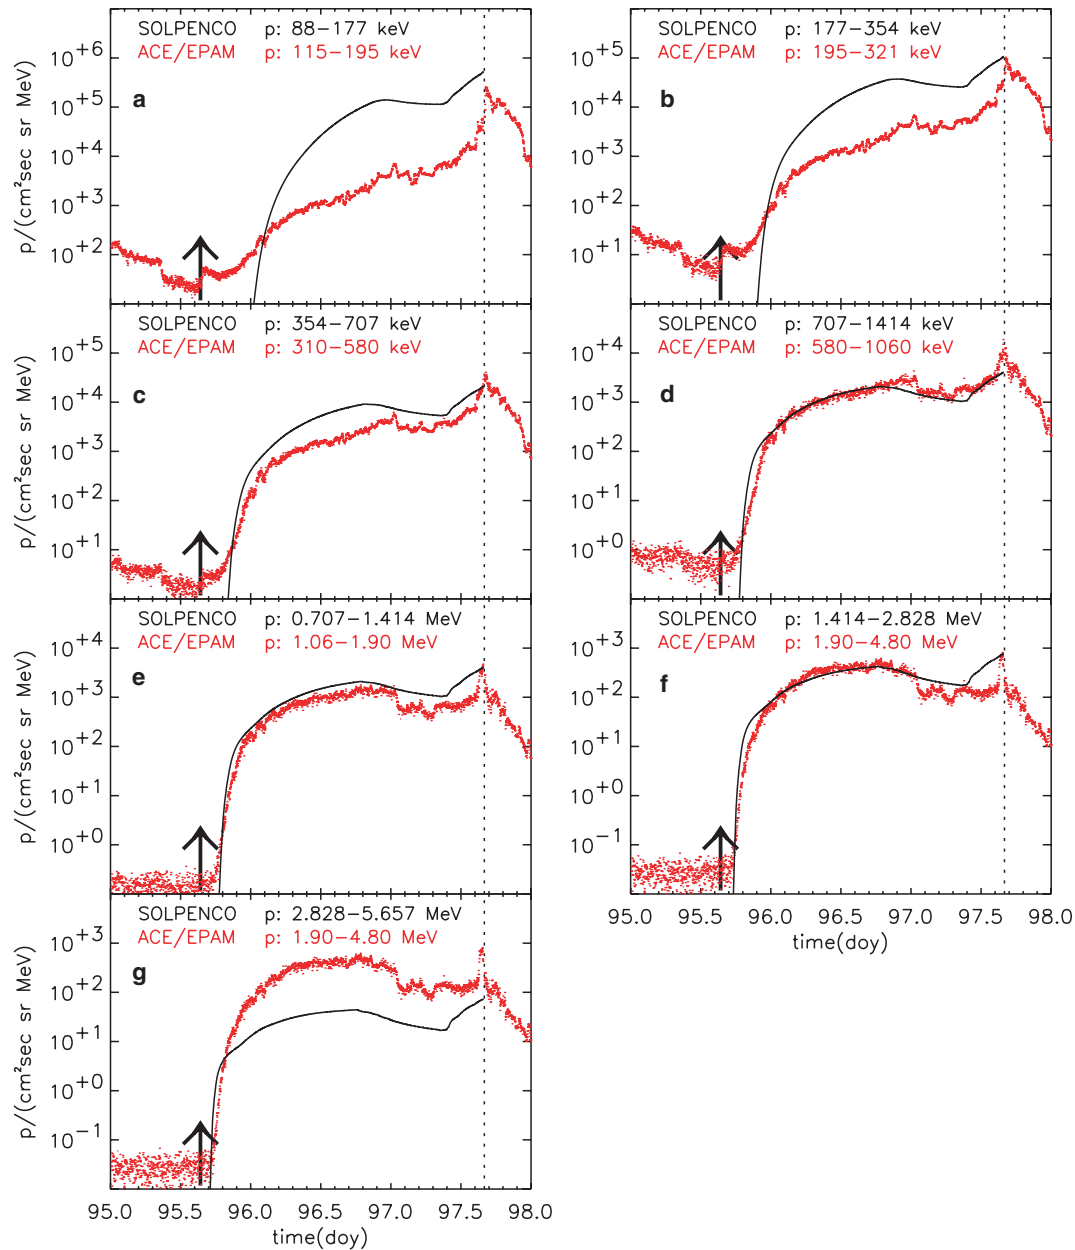 SOLPENCO p: 88–177 keV
ACE/EPAM p: 115–195 keV
a
p/(cm²sec sr MeV)
10+6
10+5
10+4
10+3
10+2
SOLPENCO p: 177–354 keV
ACE/EPAM p: 195–321 keV
b
10+5
10+4
10+3
10+2
10+1
SOLPENCO p: 354–707 keV
ACE/EPAM p: 310–580 keV
c
p/(cm²sec sr MeV)
10+5
10+4
10+3
10+2
10+1
SOLPENCO p: 707–1414 keV
ACE/EPAM p: 580–1060 keV
d
10+4
10+3
10+2
10+1
10+0
SOLPENCO p: 0.707–1.414 MeV
ACE/EPAM p: 1.06–1.90 MeV
e
p/(cm²sec sr MeV)
10+4
10+3
10+2
10+1
10+0
SOLPENCO p: 1.414–2.828 MeV
ACE/EPAM p: 1.90–4.80 MeV
f
10+3
10+2
10+1
10+0
10−1
95.0 95.5 96.0 96.5 97.0 97.5 98.0
time(doy)
SOLPENCO p: 2.828–5.657 MeV
ACE/EPAM p: 1.90–4.80 MeV
g
p/(cm²sec sr MeV)
10+3
10+2
10+1
10+0
10−1
95.0 95.5 96.0 96.5 97.0 97.5 98.0
time(doy)